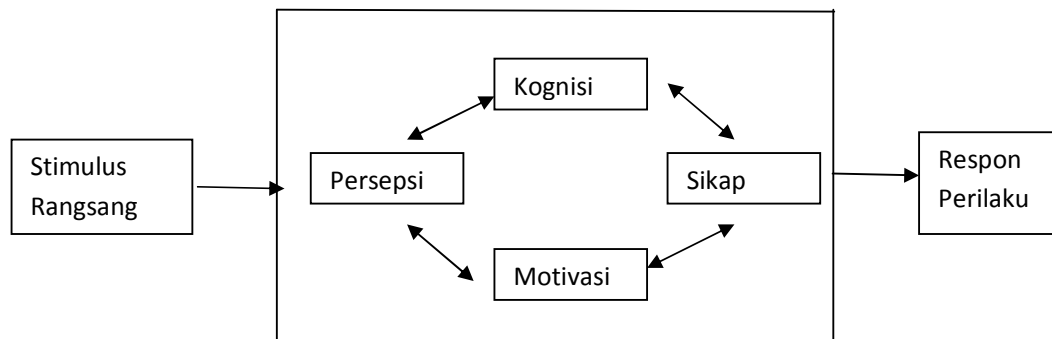 Stimulus
Rangsang
Kognisi
Persepsi
Sikap
Motivasi
Respon
Perilaku